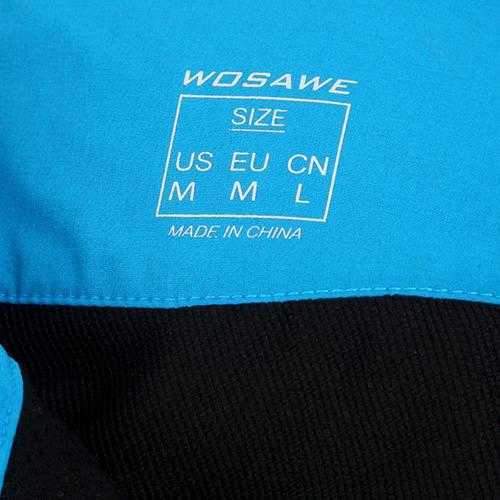 WOSAWE
SIZE
US EU CN
M M L
MADE IN CHINA